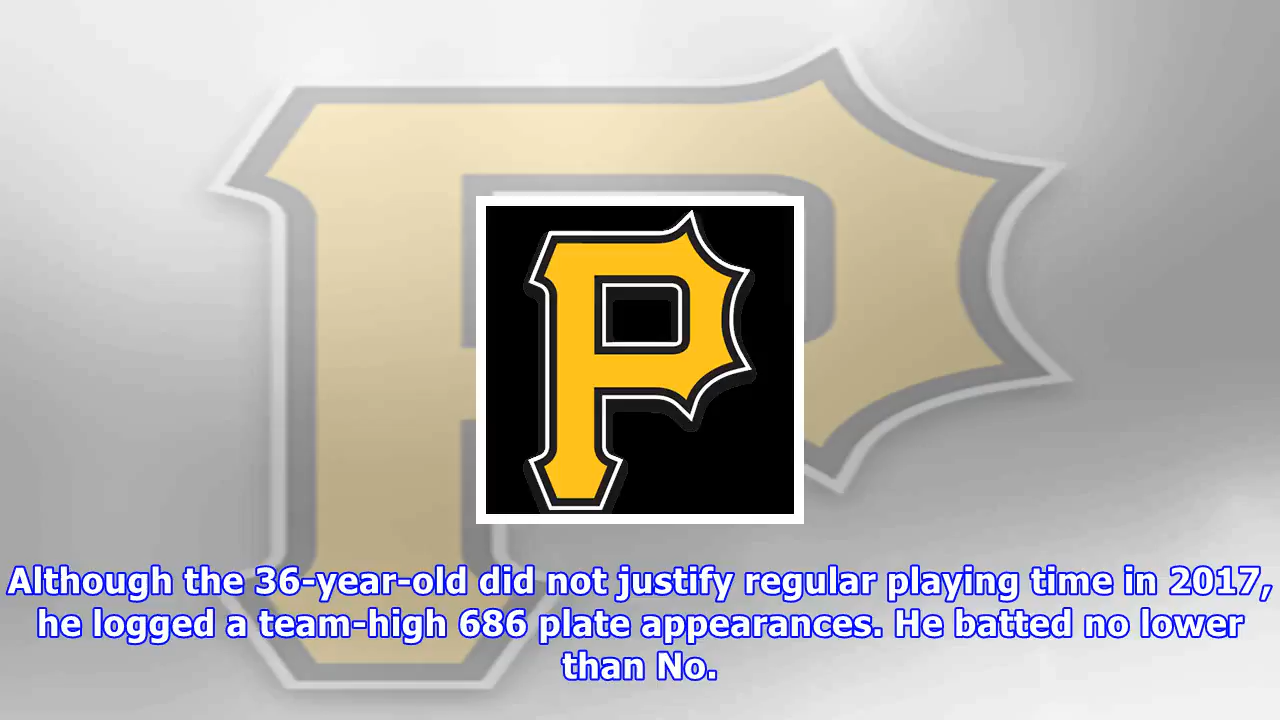 P
Although the 36-year-old did not justify regular playing time in 2017,
he logged a team-high 686 plate appearances. He batted no lower
than No.